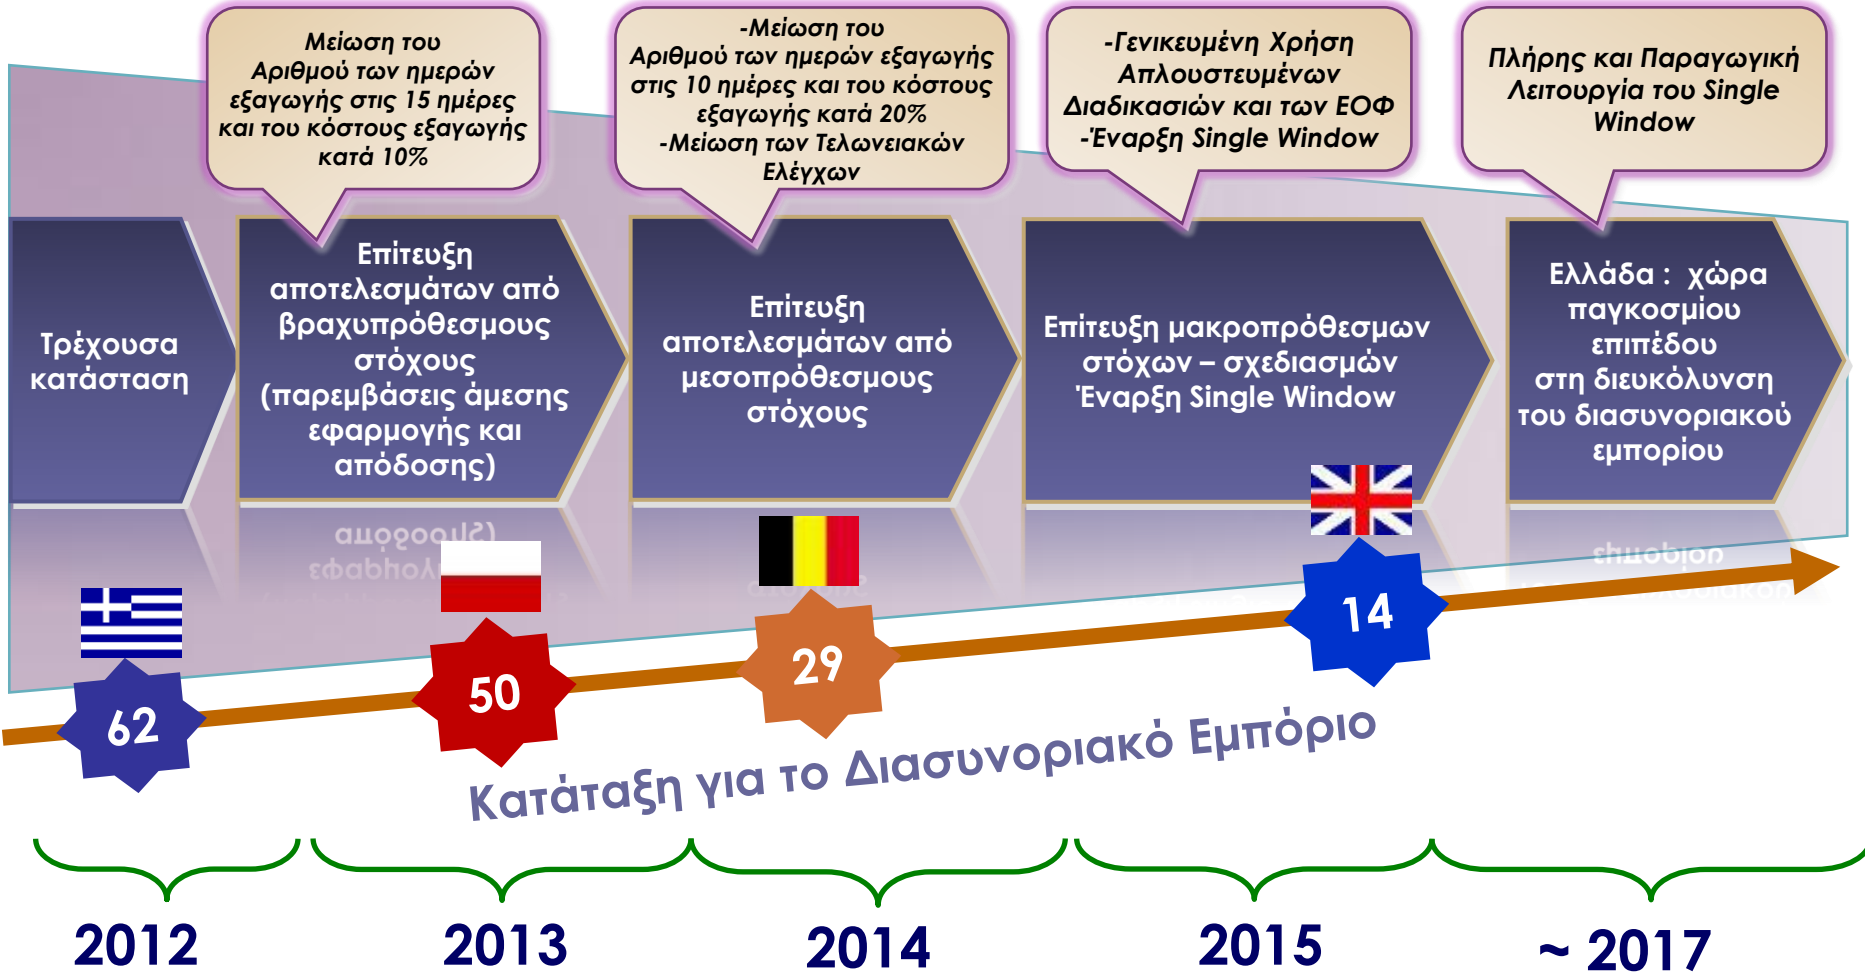 Μείωση του
Αριθμού των ημερών
εξαγωγής στις 15 ημέρες
και του κόστους εξαγωγής
κατά 10%
-Μείωση του
Αριθμού των ημερών εξαγωγής
στις 10 ημέρες και του κόστους
εξαγωγής κατά 20%
-Μείωση των Τελωνειακών
Ελέγχων
-Γενικευμένη Χρήση
Απλουστευμένων
Διαδικασιών και των ΕΟΦ
-Έναρξη Single Window
Πλήρης και Παραγωγική
Λειτουργία του Single
Window
Τρέχουσα
κατάσταση
Επίτευξη
αποτελεσμάτων από
βραχυπρόθεσμους
στόχους
(παρεμβάσεις άμεσης
εφαρμογής και
απόδοσης)
Επίτευξη
αποτελεσμάτων από
μεσοπρόθεσμους
στόχους
Επίτευξη μακροπρόθεσμων
στόχων – σχεδιασμών
Έναρξη Single Window
Ελλάδα : χώρα
παγκοσμίου
επιπέδου
στη διευκόλυνση
του διασυνοριακού
εμπορίου
62
50
29
14
Κατάταξη για το Διασυνοριακό Εμπόριο
2012
2013
2014
2015
~ 2017